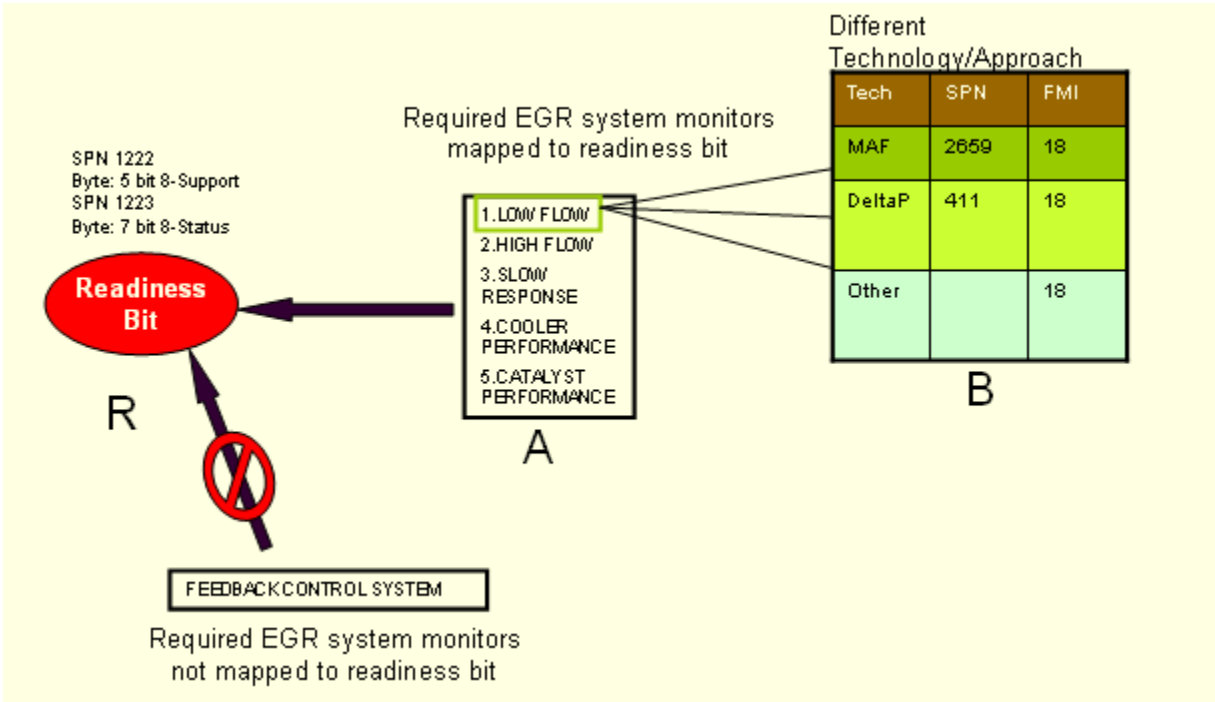 Different
Technology/Approach
Tech SPN FMI
MAF 2659 18
DeltaP 411 18
Other 18
B
Required EGR system monitors
mapped to readiness bit
1.LOW FLOW
2.HIGH FLOW
3.SLOW
RESPONSE
4.COOLER
PERFORMANCE
5.CATALYST
PERFORMANCE
A
SPN 1222
Byte: 5 bit 8-Support
SPN 1223
Byte: 7 bit 8-Status
Readiness
Bit
R
FEEDBACK CONTROL SYSTEM
Required EGR system monitors
not mapped to readiness bit